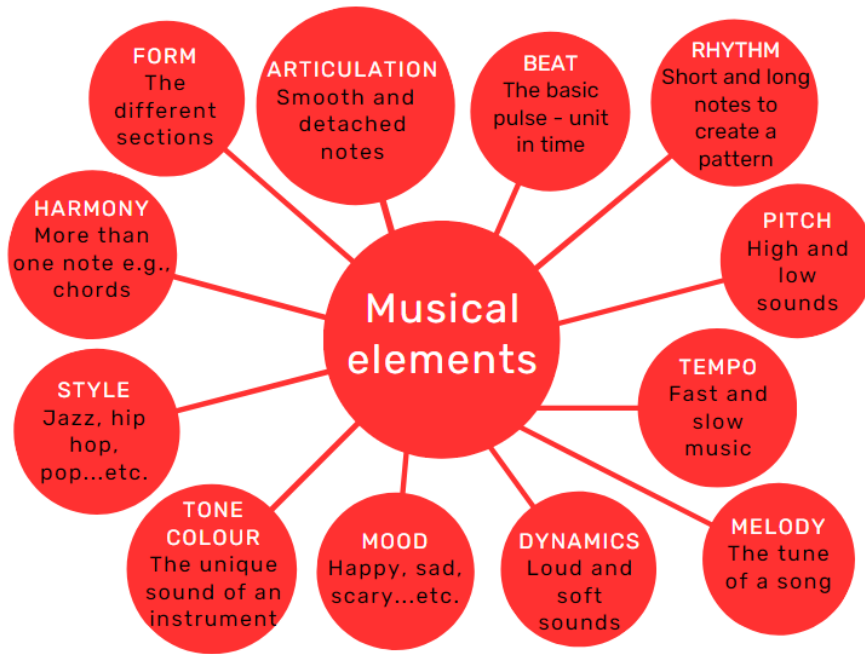 FORM
The
different
sections
ARTICULATION
Smooth and
detached
notes
BEAT
The basic
pulse - unit
in time
RHYTHM
Short and long
notes to
create a
pattern
HARMONY
More than
one note e.g.,
chords
Musical
elements
PITCH
High and
low
sounds
STYLE
Jazz, hip
hop,
pop...etc.
TEMPO
Fast and
slow
music
TONE
COLOUR
The unique
sound of an
instrument
MOOD
Happy, sad,
scary...etc.
DYNAMICS
Loud and
soft
sounds
MELODY
The tune
of a song